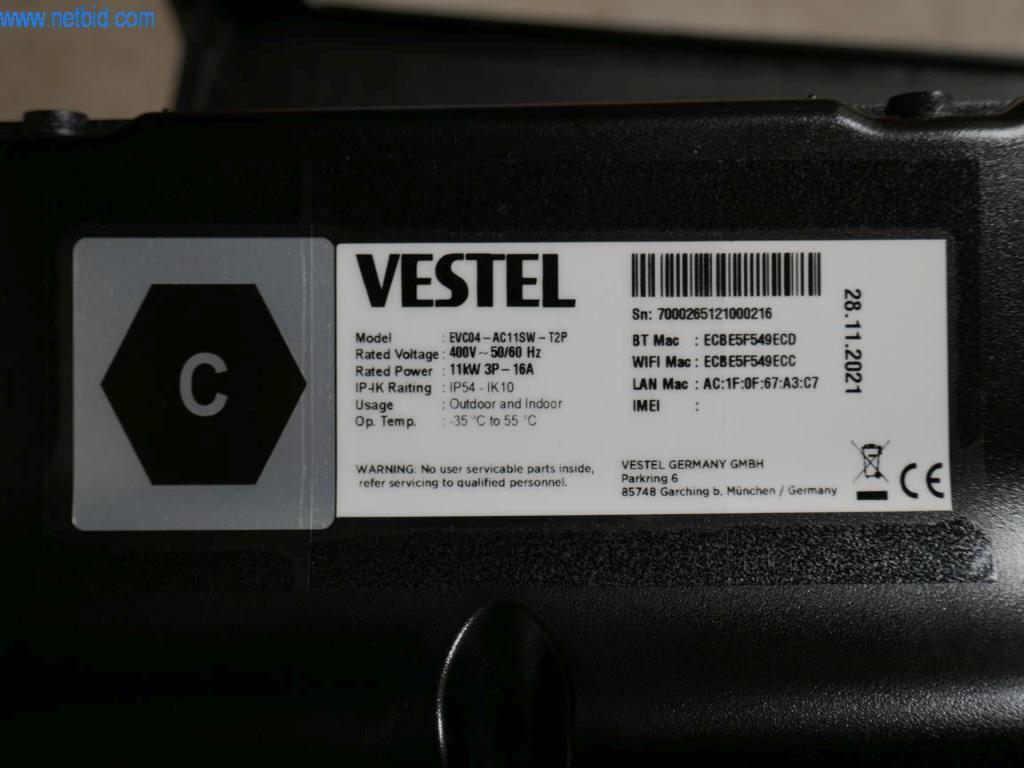 www.netbid.com
C
VESTEL
Model : EVC04-AC11SW-T2P
Rated Voltage : 400V~50/60 Hz
Rated Power : 11kW 3P-16A
IP-IK Raiting : IP54 - IK10
Usage : Outdoor and Indoor
Op. Temp. : -35 °C to 55 °C
WARNING: No user servicable parts inside,
refer servicing to qualified personnel.
Sn: 7000265121000216
BT Mac : ECBE5F549ECD
WIFI Mac : ECBE5F549ECC
LAN Mac : AC:1F:0F:67:A3:C7
IMEI :
VESTEL GERMANY GMBH
Parkring 6
85748 Garching b. München / Germany
28.11.2021
CE